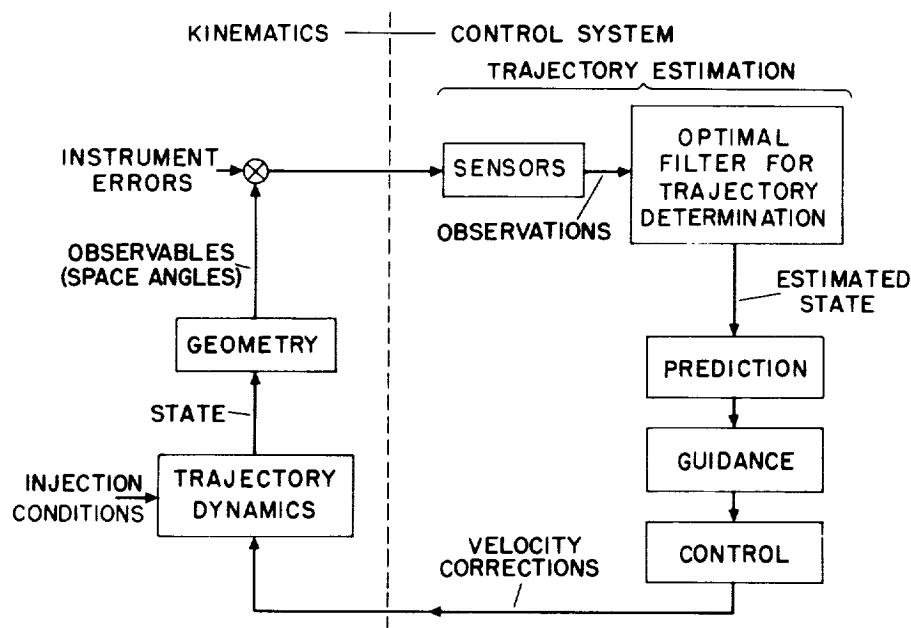 KINEMATICS
CONTROL SYSTEM
TRAJECTORY ESTIMATION
INSTRUMENT
ERRORS
SENSORS
OBSERVATIONS
OPTIMAL
FILTER FOR
TRAJECTORY
DETERMINATION
OBSERVABLES
(SPACE ANGLES)
ESTIMATED
STATE
GEOMETRY
PREDICTION
STATE
GUIDANCE
INJECTION
CONDITIONS
TRAJECTORY
DYNAMICS
VELOCITY
CORRECTIONS
CONTROL